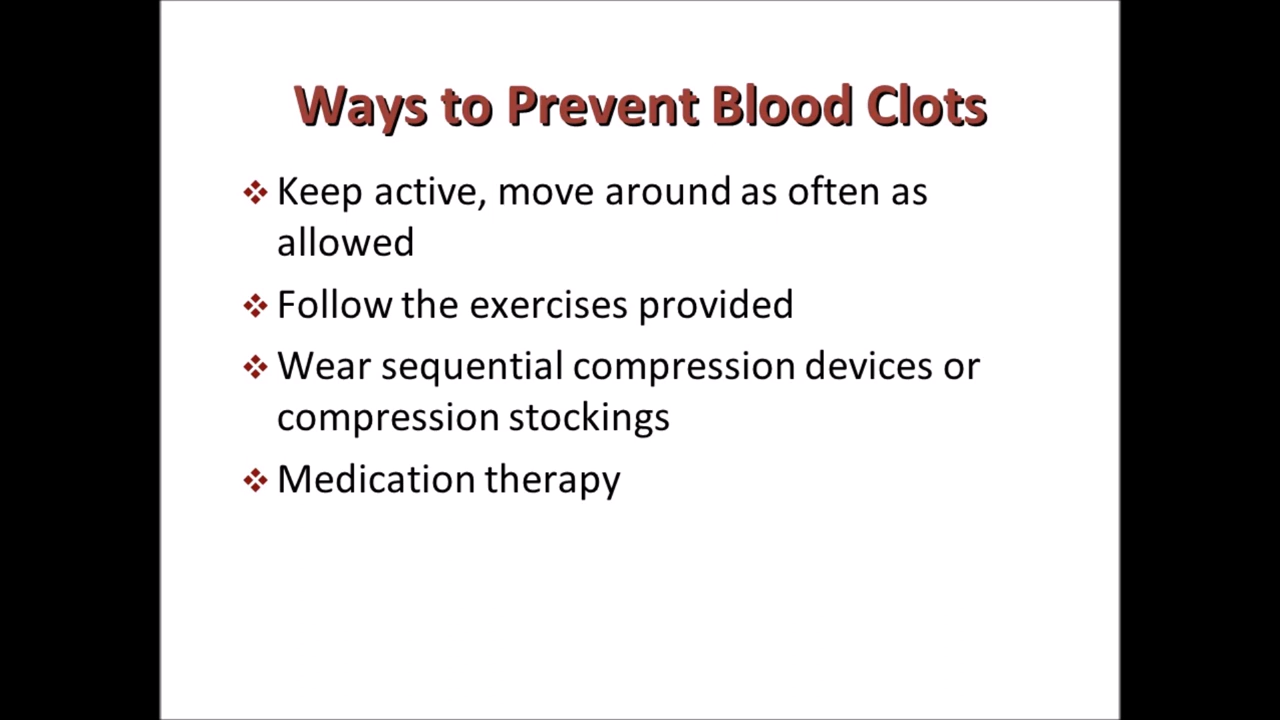 Ways to Prevent Blood Clots
Keep active, move around as often as
allowed
Follow the exercises provided
Wear sequential compression devices or
compression stockings
Medication therapy